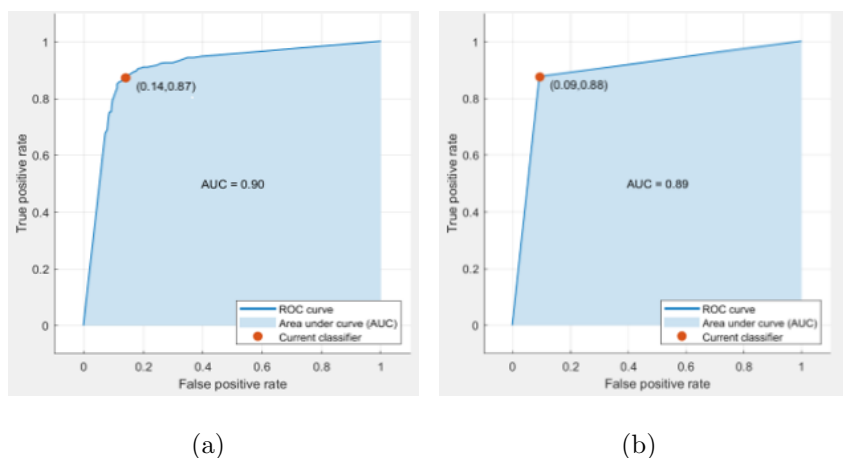 1
0.8
0.6
0.4
0.2
0
True positive rate
(0.14,0.87)
AUC = 0.90
ROC curve
Area under curve (AUC)
Current classifier
0 0.2 0.4 0.6 0.8 1
False positive rate
(a)
1
0.8
0.6
0.4
0.2
0
True positive rate
(0.09,0.88)
AUC = 0.89
ROC curve
Area under curve (AUC)
Current classifier
0 0.2 0.4 0.6 0.8 1
False positive rate
(b)